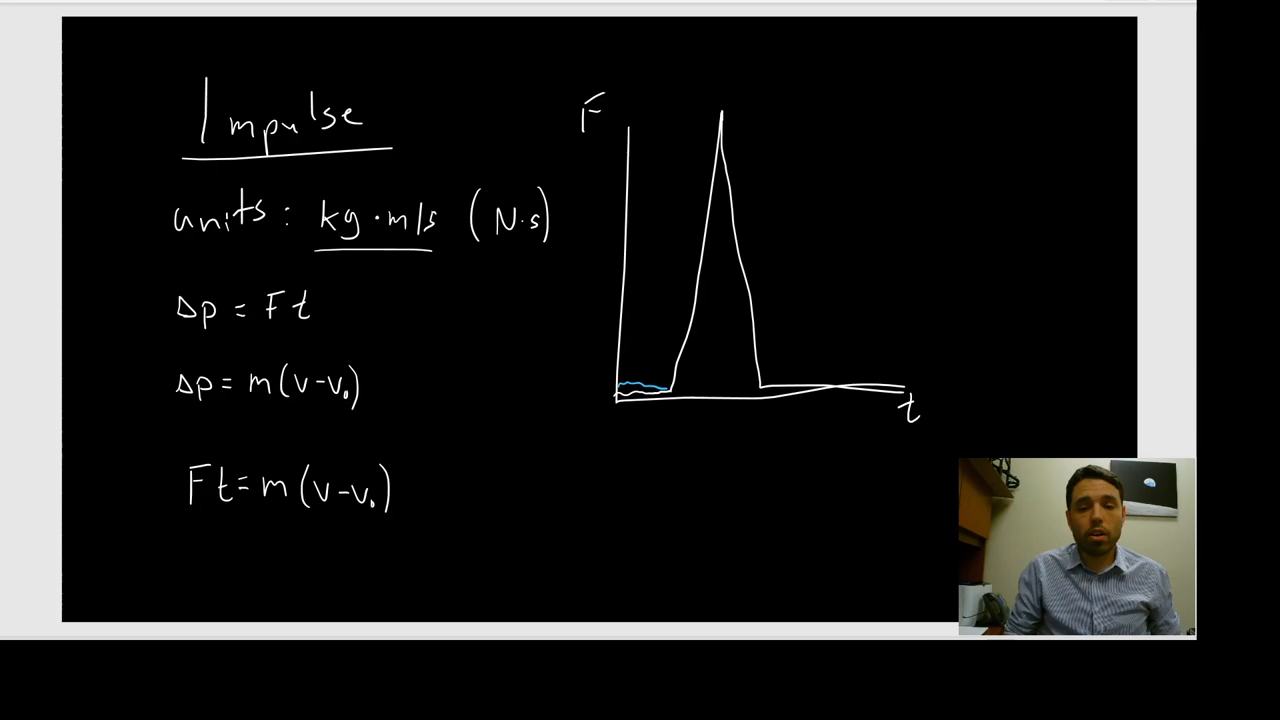 Impulse
units: kg·m/s (N·s)
Δp = Ft
Δp = m(v-v₀)
Ft = m(v-v₀)
F
t